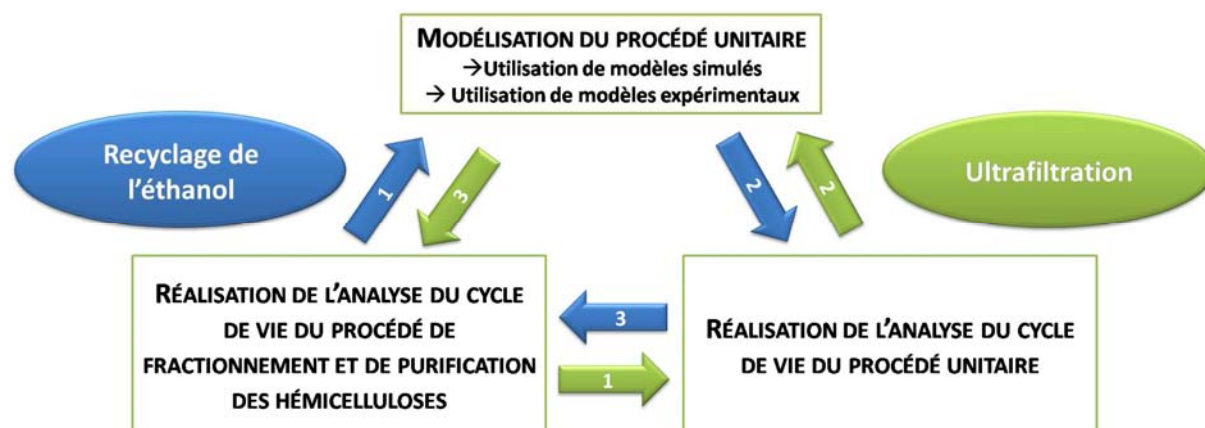 MODÉLISATION DU PROCÉDÉ UNITAIRE
→Utilisation de modèles simulés
→ Utilisation de modèles expérimentaux
Recyclage de
l'éthanol
1
3
2
2
Ultrafiltration
RÉALISATION DE L'ANALYSE DU CYCLE
DE VIE DU PROCÉDÉ DE
FRACTIONNEMENT ET DE PURIFICATION
DES HÉMICELLULOSES
3
1
RÉALISATION DE L'ANALYSE DU CYCLE
DE VIE DU PROCÉDÉ UNITAIRE